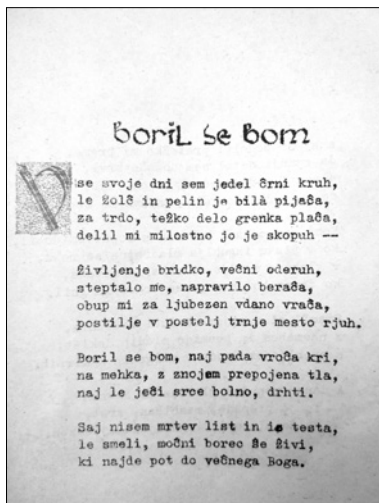 boriL se bom
Vse svoje dni sem jedel črni kruh,
le žolč in pelin je bilà pijača,
za trdo, težko delo grenka plača,
delil mi milostno jo je skopuh --
življenje bridko, večni oderuh,
steptalo me, napravilo berača,
obup mi za ljubezen vdano vrača,
postilje v postelj trnje mesto rjuh.
Boril se bom, naj pada vroča kri,
na mehka, z znojem prepojena tla,
naj le ječi srce bolno, drhti.
Saj nisem mrtev list in iz testa,
le smeli, močni borec še živi,
ki najde pot do večnega Boga.